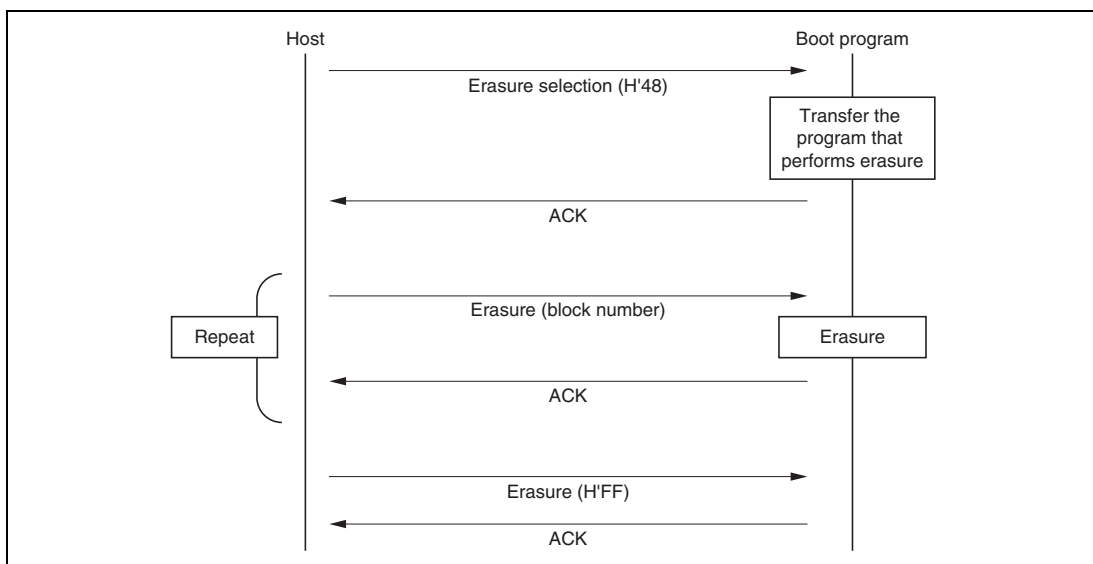 Host
Boot program
Erasure selection (H'48)
Transfer the
program that
performs erasure
ACK
Erasure (block number)
Repeat
Erasure
ACK
Erasure (H'FF)
ACK